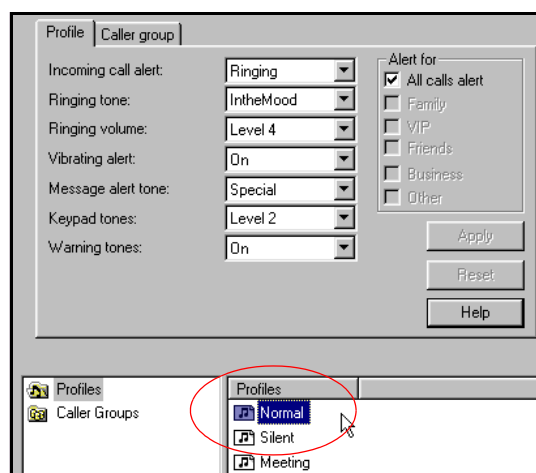 Profile Caller group
Incoming call alert: Ringing
Ringing tone: IntheMood
Ringing volume: Level 4
Vibrating alert: On
Message alert tone: Special
Keypad tones: Level 2
Warning tones: On
Alert for
All calls alert
Family
VIP
Friends
Business
Other
Apply
Reset
Help
Profiles
Caller Groups
Profiles
Normal
Silent
Meeting